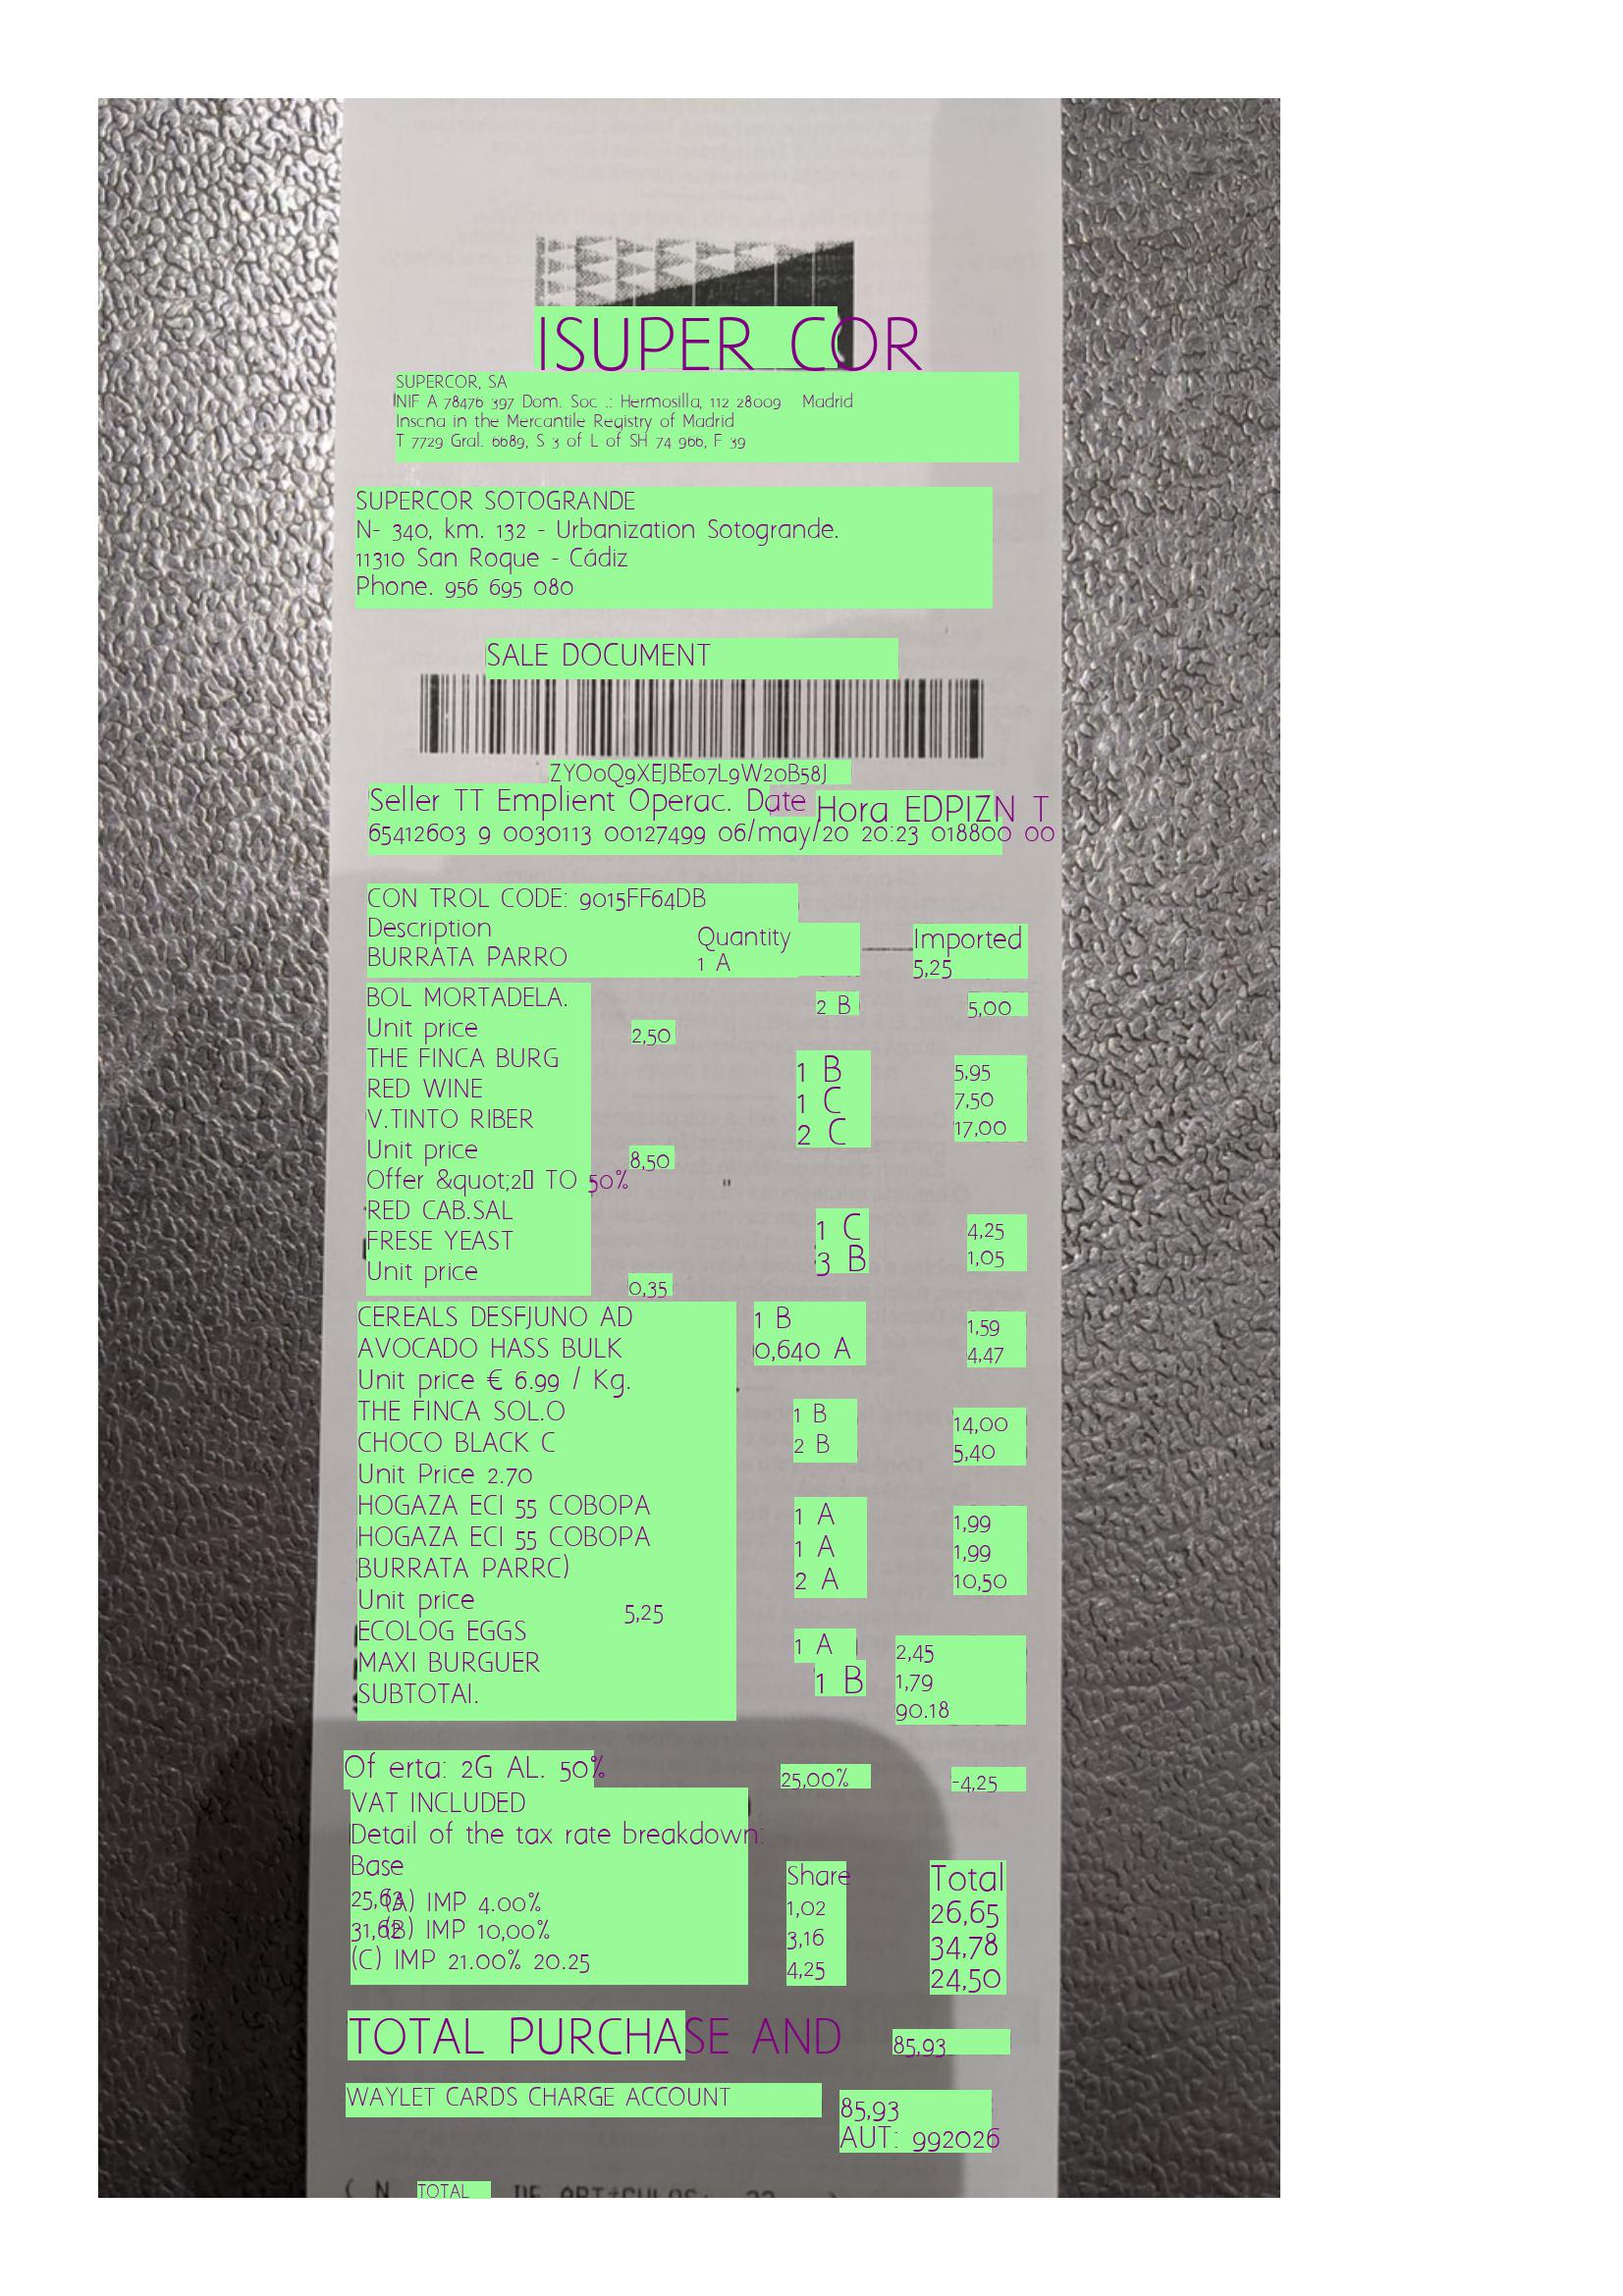 ISUPER COR
SUPERCOR, SA
NIF A 78476 397 Dom. Soc .: Hermosilla, 112 28009 Madrid
Inscna in the Mercantile Registry of Madrid
T 7729 Gral. 6689, S 3 of L of SH 74 966, F 39
SUPERCOR SOTOGRANDE
N- 340, km. 132 - Urbanization Sotogrande.
11310 San Roque - Cádiz
Phone. 956 695 080
SALE DOCUMENT
ZYO0Q9XEJBE07L9W20B58J
Seller TT Emplient Operac. Date Hora EDPIZN T
65412603 9 0030113 00127499 06/may/20 20:23 018800 00
CON TROL CODE: 9015FF64DB
Description Quantity Imported
BURRATA PARRO 1 A 5,25
BOL MORTADELA. 2 B 5,00
Unit price 2,50
THE FINCA BURG 1 B 5,95
RED WINE 1 C 7,50
V.TINTO RIBER 2 C 17,00
Unit price 8,50
Offer &quot;2 TO 50%
RED CAB.SAL 1 C 4,25
FRESE YEAST 3 B 1,05
Unit price 0,35
CEREALS DESFJUNO AD 1 B 1,59
AVOCADO HASS BULK 0,640 A 4,47
Unit price € 6.99 / Kg.
THE FINCA SOL.O 1 B 14,00
CHOCO BLACK C 2 B 5,40
Unit Price 2.70
HOGAZA ECI 55 COBOPA 1 A 1,99
HOGAZA ECI 55 COBOPA 1 A 1,99
BURRATA PARRC) 2 A 10,50
Unit price 5,25
ECOLOG EGGS 1 A 2,45
MAXI BURGUER 1 B 1,79
SUBTOTAI. 90.18
Of erta: 2G AL. 50% 25,00% -4,25
VAT INCLUDED
Detail of the tax rate breakdown:
Base Share Total
25,63 (A) IMP 4.00% 1,02 26,65
31,62 (B) IMP 10,00% 3,16 34,78
(C) IMP 21.00% 20.25 4,25 24,50
TOTAL PURCHASE AND 85,93
WAYLET CARDS CHARGE ACCOUNT 85,93
AUT: 992026
TOTAL